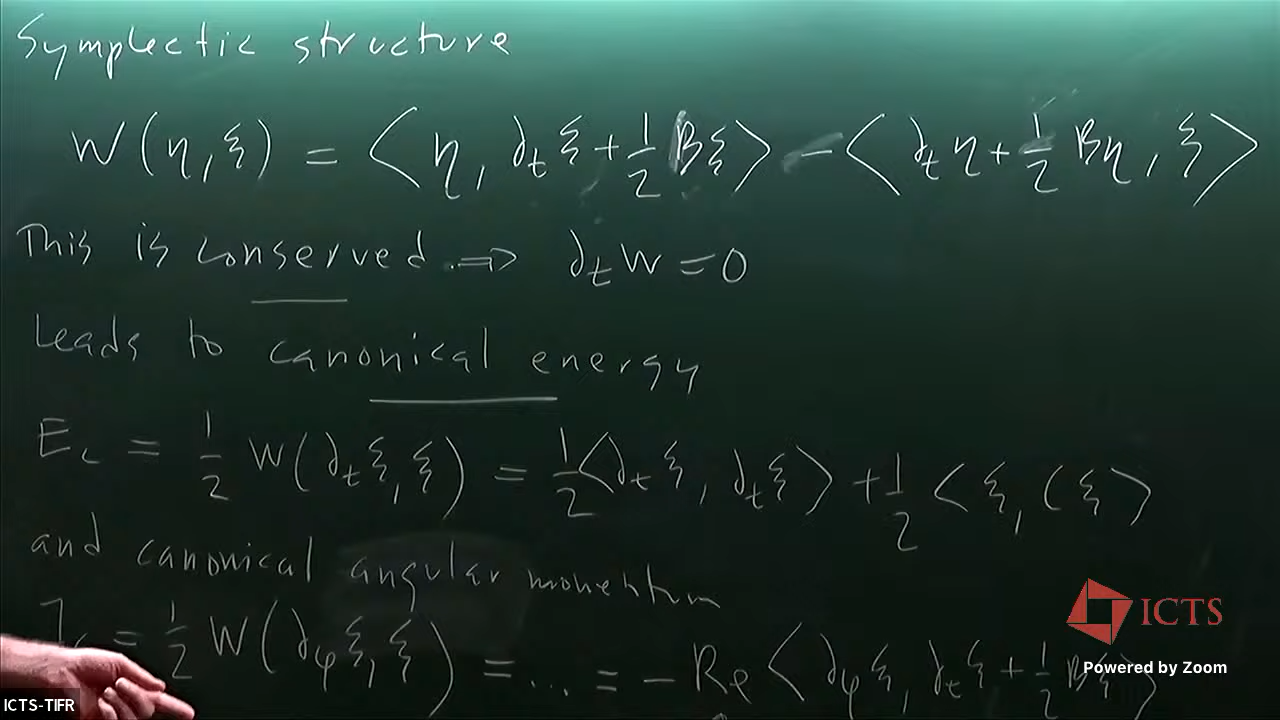 Symplectic structure
W(η,ξ) = ⟨η, ∂_t ξ + 1/2 Bξ⟩ − ⟨∂_t η + 1/2 Bη, ξ⟩
This is conserved. ⇒ ∂_t W = 0
Leads to canonical energy
E_c = 1/2 W(∂_t ξ, ξ) = 1/2 ⟨∂_t ξ, ∂_t ξ⟩ + 1/2 ⟨ξ, Cξ⟩
and canonical angular momentum
J_c = 1/2 W(∂_φ ξ, ξ) = ... = − Re ⟨∂_φ ξ, ∂_t ξ + 1/2 Bξ⟩
ICTS
Powered by Zoom
ICTS-TIFR